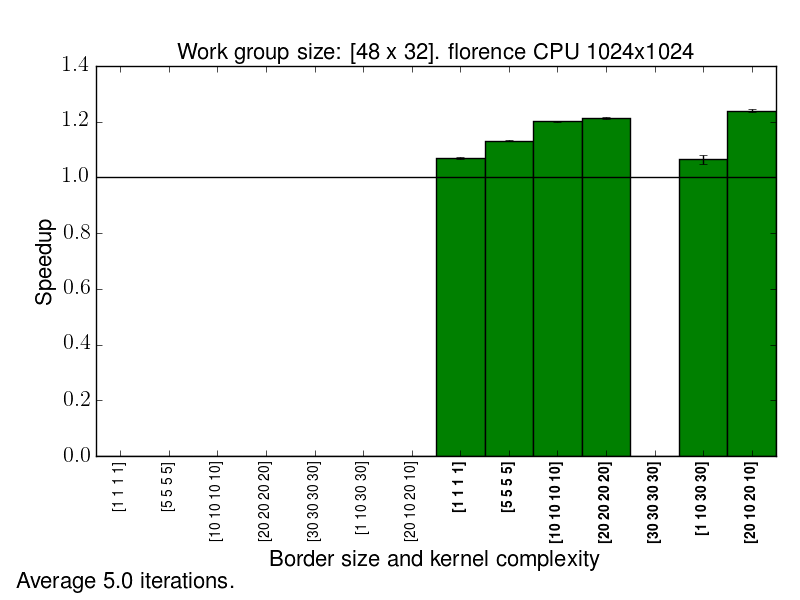 Work group size: [48 x 32]. florence CPU 1024x1024
1.4
1.2
1.0
0.8
0.6
0.4
0.2
0.0
Speedup
[1 1 1 1]
[5 5 5 5]
[10 10 10 10]
[20 20 20 20]
[30 30 30 30]
[1 10 30 30]
[20 10 20 10]
[1 1 1 1]
[5 5 5 5]
[10 10 10 10]
[20 20 20 20]
[30 30 30 30]
[1 10 30 30]
[20 10 20 10]
Border size and kernel complexity
Average 5.0 iterations.